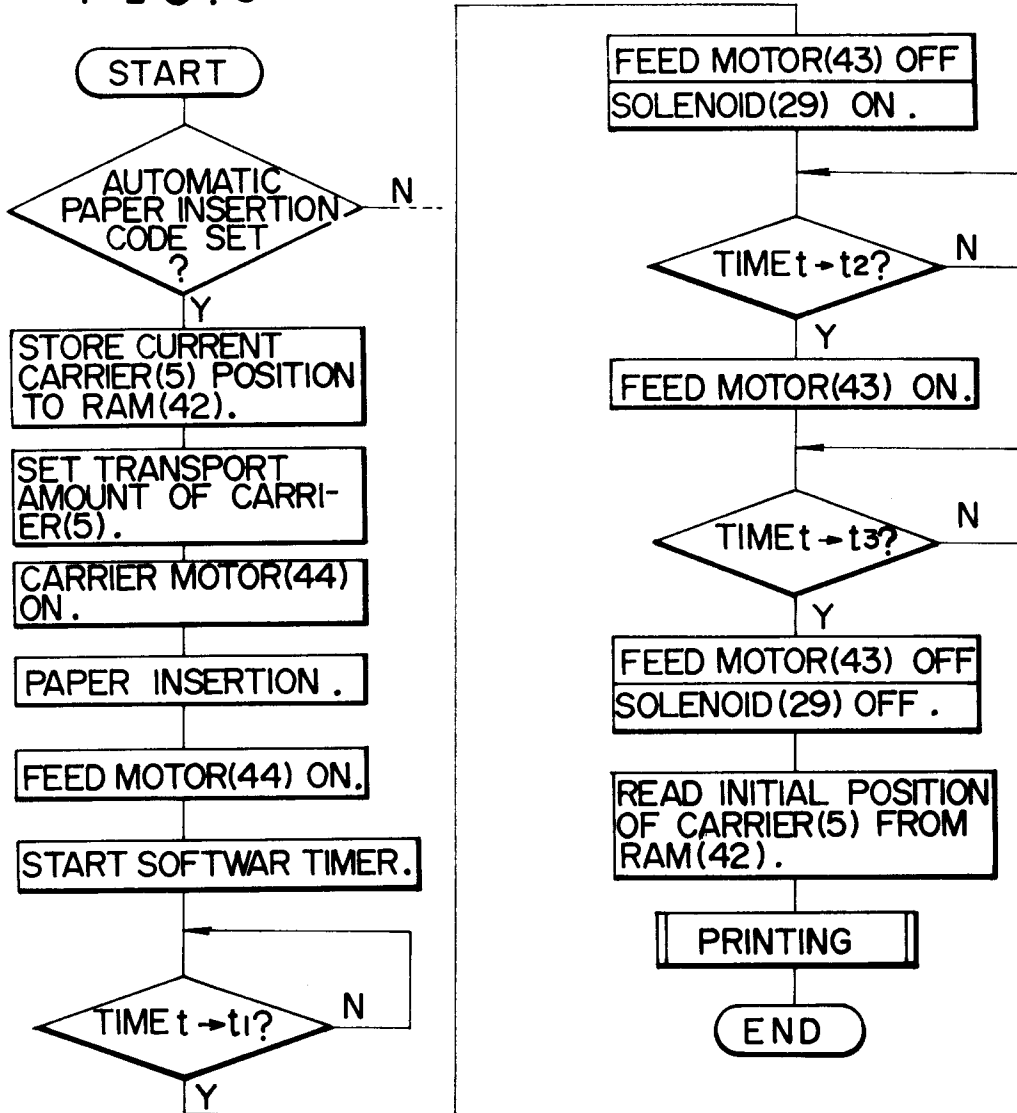 START
AUTOMATIC
PAPER INSERTION
CODE SET
?
N
Y
STORE CURRENT
CARRIER(5) POSITION
TO RAM(42).
SET TRANSPORT
AMOUNT OF CARRI-
ER(5).
CARRIER MOTOR(44)
ON.
PAPER INSERTION.
FEED MOTOR(44) ON.
START SOFTWAR TIMER.
TIME t→t1?
N
Y
FEED MOTOR(43) OFF
SOLENOID(29) ON.
TIME t→t2?
N
Y
FEED MOTOR(43) ON.
TIME t→t3?
N
Y
FEED MOTOR(43) OFF
SOLENOID(29) OFF.
READ INITIAL POSITION
OF CARRIER(5) FROM
RAM(42).
PRINTING
END